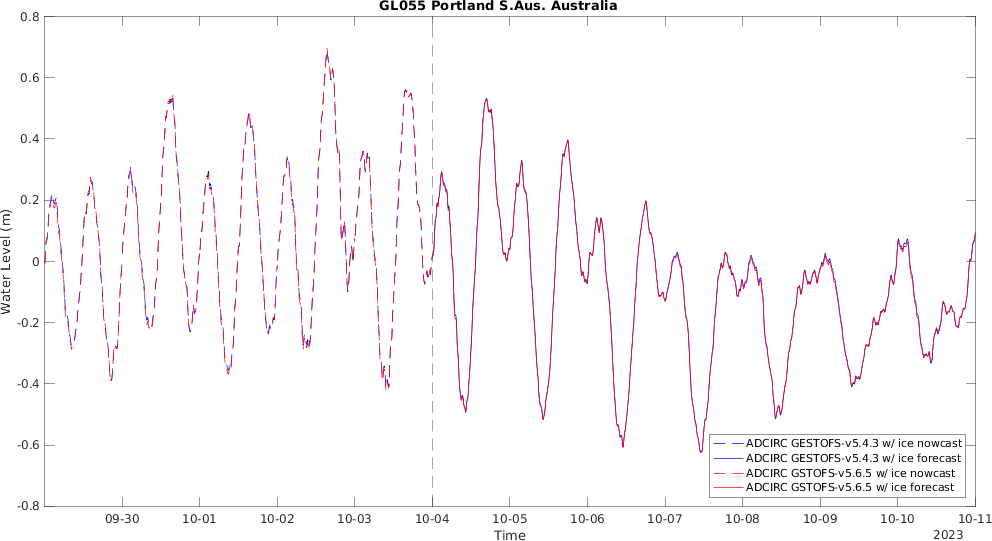 GL055 Portland S.Aus. Australia
0.8
0.6
0.4
0.2
0
-0.2
-0.4
-0.6
-0.8
Water Level (m)
ADCIRC GESTOFS-v5.4.3 w/ ice nowcast
ADCIRC GESTOFS-v5.4.3 w/ ice forecast
ADCIRC GSTOFS-v5.6.5 w/ ice nowcast
ADCIRC GSTOFS-v5.6.5 w/ ice forecast
09-30 10-01 10-02 10-03 10-04 10-05 10-06 10-07 10-08 10-09 10-10 10-11
Time
2023